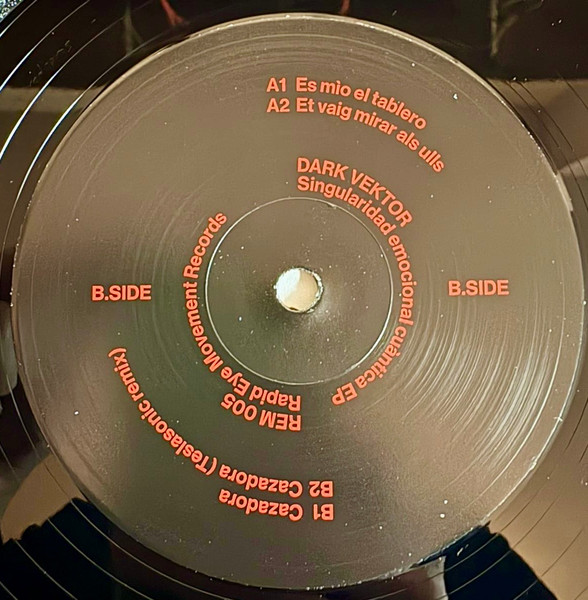 A1 Es mìo el tablero
A2 Et vaig mirar als ulls
DARK VEKTOR
Singularidad emocional cuàntica EP
B.SIDE
B.SIDE
Rapid Eye Movement Records
REM 005
B1 Cazadora
B2 Cazadora (Teslasonic remix)